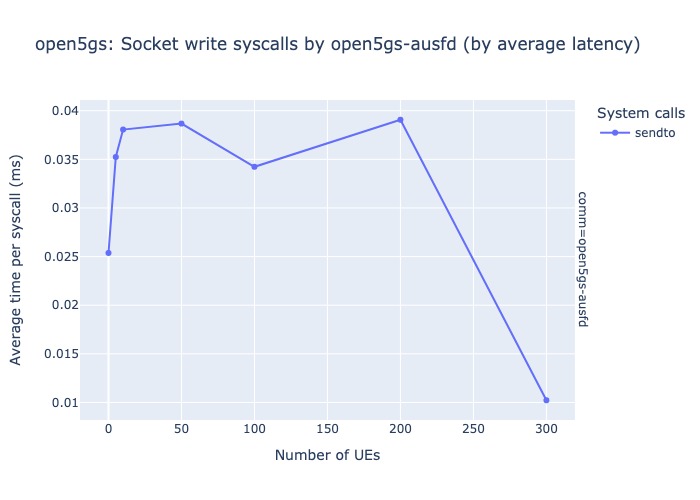 open5gs: Socket write syscalls by open5gs-ausfd (by average latency)
System calls
sendto
Average time per syscall (ms)
0.04
0.035
0.03
0.025
0.02
0.015
0.01
comm=open5gs-ausfd
0 50 100 150 200 250 300
Number of UEs